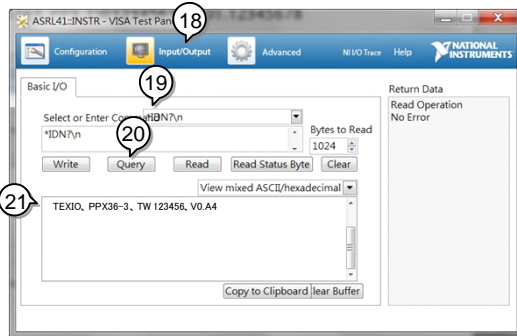 ASRL41::INSTR - VISA Test Pan
18
Configuration
Input/Output
Advanced
NI I/O Trace
Help
NATIONAL INSTRUMENTS
Basic I/O
Return Data
Read Operation
No Error
19
Select or Enter Com
*IDN?\n
*IDN?\n
Bytes to Read
1024
20
Write
Query
Read
Read Status Byte
Clear
View mixed ASCII/hexadecimal
21
TEXIO、PPX36-3、TW 123456、V0.A4
Copy to Clipboard
lear Buffer